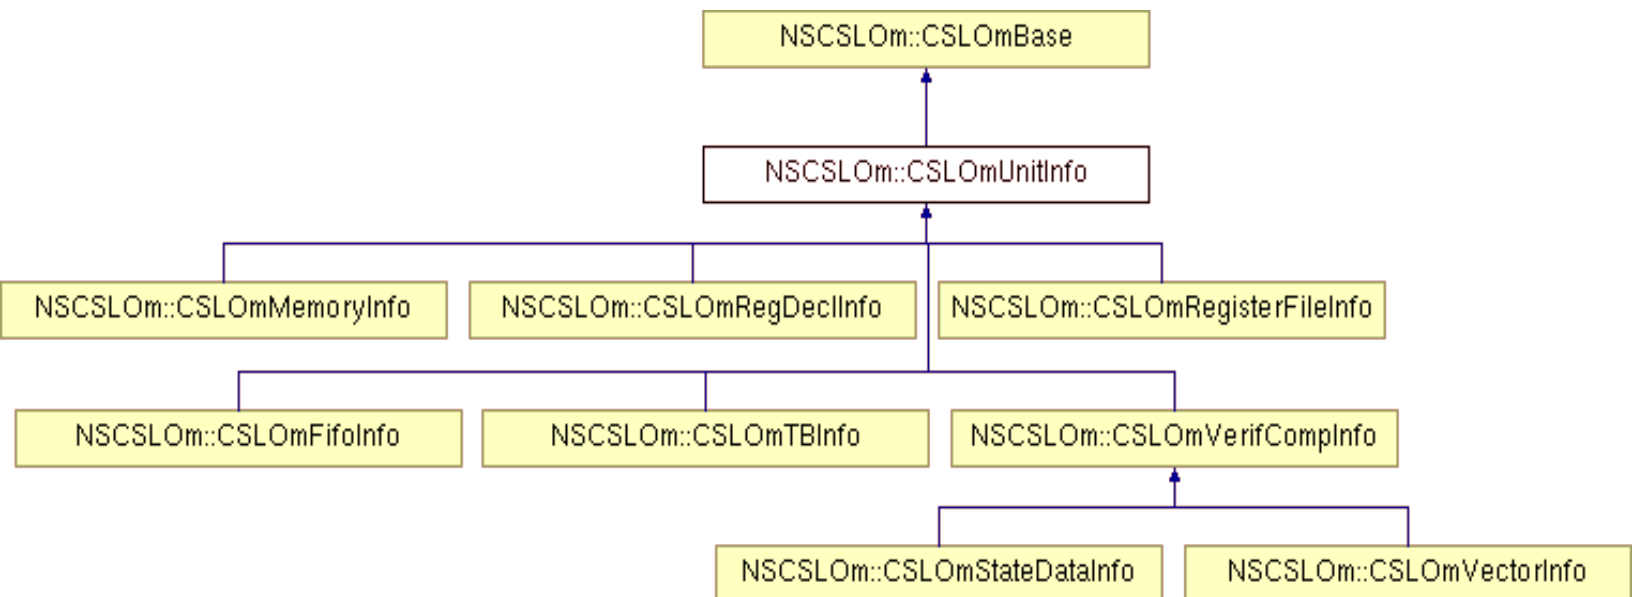 NSCSLOm::CSLOmBase
NSCSLOm::CSLOmUnitInfo
NSCSLOm::CSLOmMemoryInfo
NSCSLOm::CSLOmRegDeclInfo
NSCSLOm::CSLOmRegisterFileInfo
NSCSLOm::CSLOmFifoInfo
NSCSLOm::CSLOmTBInfo
NSCSLOm::CSLOmVerifCompInfo
NSCSLOm::CSLOmStateDataInfo
NSCSLOm::CSLOmVectorInfo